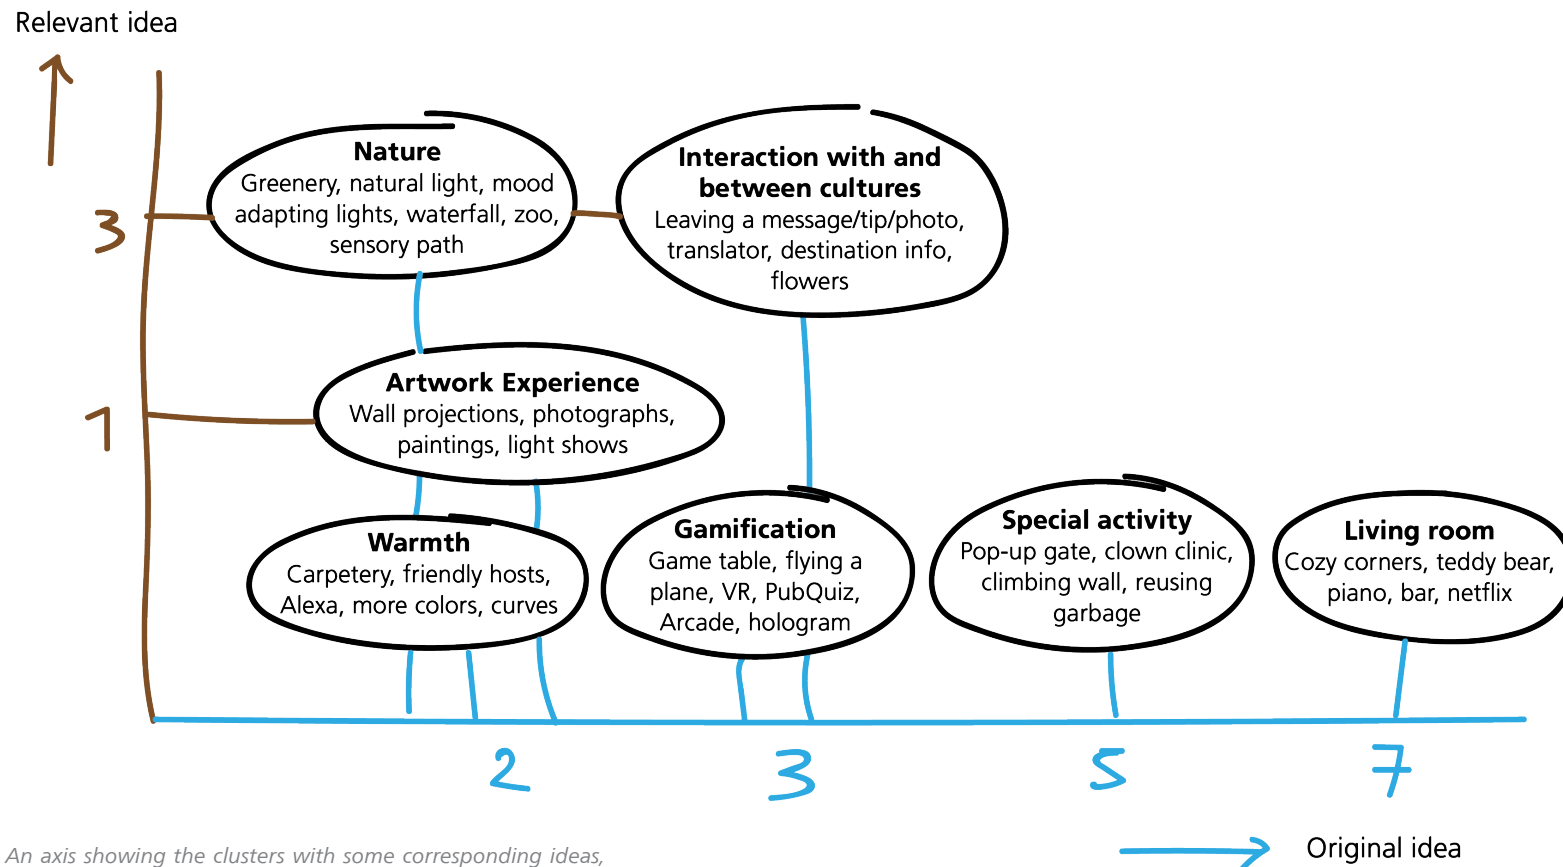 Relevant idea
Nature
Greenery, natural light, mood
adapting lights, waterfall, zoo,
sensory path
Interaction with and
between cultures
Leaving a message/tip/photo,
translator, destination info,
flowers
3
Artwork Experience
Wall projections, photographs,
paintings, light shows
1
Warmth
Carpetery, friendly hosts,
Alexa, more colors, curves
Gamification
Game table, flying a
plane, VR, PubQuiz,
Arcade, hologram
Special activity
Pop-up gate, clown clinic,
climbing wall, reusing
garbage
Living room
Cozy corners, teddy bear,
piano, bar, netflix
2
3
5
7
Original idea
An axis showing the clusters with some corresponding ideas,